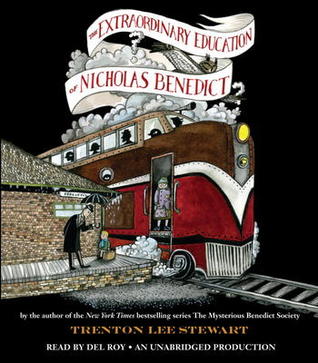 THE EXTRAORDINARY EDUCATION
OF NICHOLAS BENEDICT
by the author of the New York Times bestselling series The Mysterious Benedict Society
TRENTON LEE STEWART
READ BY DEL ROY • AN UNABRIDGED PRODUCTION